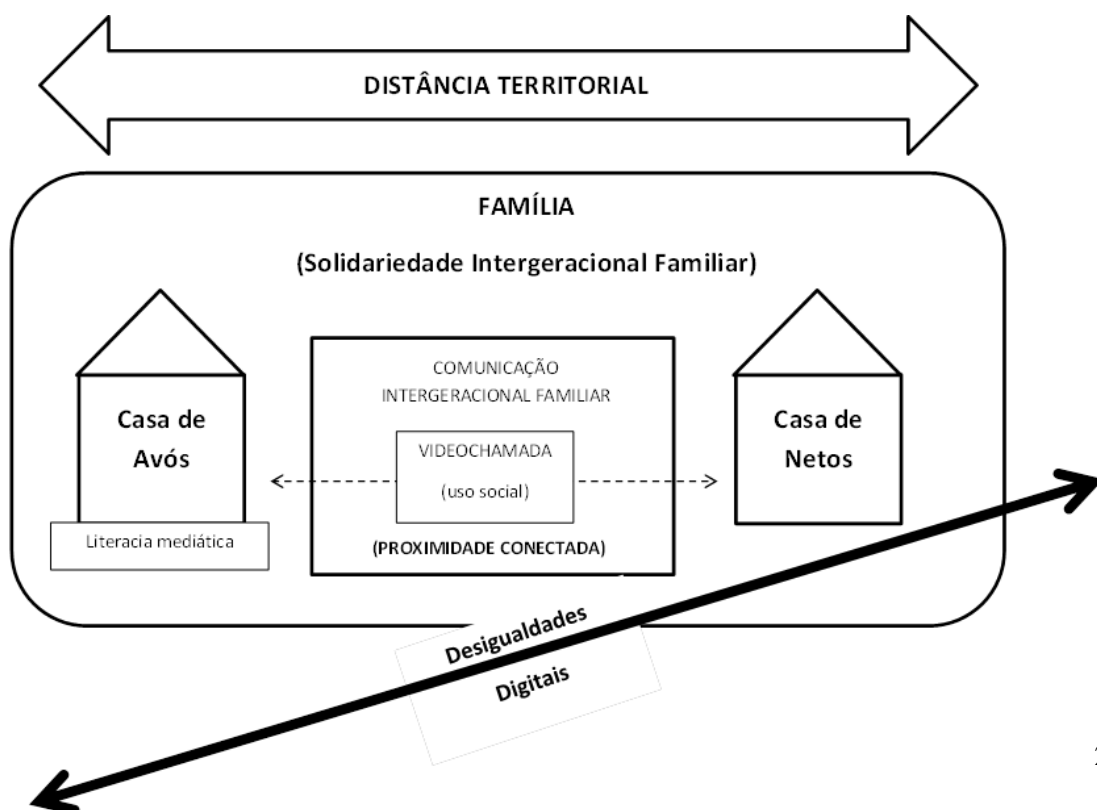 DISTÂNCIA TERRITORIAL
FAMÍLIA
(Solidariedade Intergeracional Familiar)
Casa de
Avós
Literacia mediática
COMUNICAÇÃO
INTERGERACIONAL FAMILIAR
VIDEOCHAMADA
(uso social)
(PROXIMIDADE CONECTADA)
Casa de
Netos
Desigualdades
Digitais